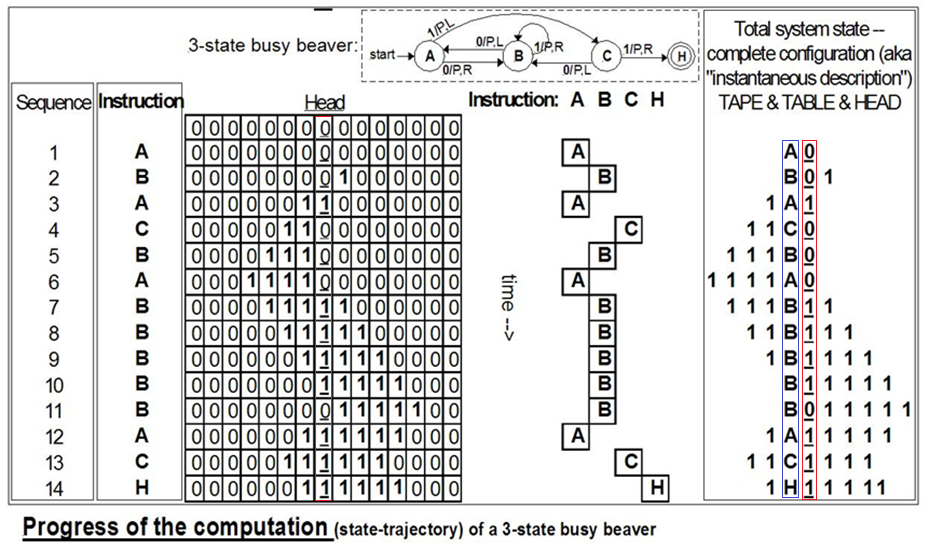 3-state busy beaver:
1/P,L
start A 0/P,L B 1/P,R C 1/P,R H
0/P,R 0/P,L
Total system state --
complete configuration (aka
"instantaneous description")
TAPE & TABLE & HEAD
Sequence Instruction Head Instruction: A B C H
0 0 0 0 0 0 0 0 0 0 0 0 0 0 0
1 A 0 0 0 0 0 0 0 0 0 0 0 0 0 0 0 A A 0
2 B 0 0 0 0 0 0 0 0 1 0 0 0 0 0 0 B B 0 1
3 A 0 0 0 0 0 0 1 1 0 0 0 0 0 0 0 A 1 A 1
4 C 0 0 0 0 0 1 1 0 0 0 0 0 0 0 0 C 1 1 C 0
5 B 0 0 0 0 1 1 1 0 0 0 0 0 0 0 0 B 1 1 1 B 0
6 A 0 0 0 1 1 1 1 0 0 0 0 0 0 0 0 A 1 1 1 1 A 0
7 B 0 0 0 0 1 1 1 1 1 0 0 0 0 0 0 B 1 1 1 B 1 1
8 B 0 0 0 0 0 1 1 1 1 1 0 0 0 0 0 B 1 1 B 1 1 1
9 B 0 0 0 0 0 0 1 1 1 1 1 0 0 0 0 B 1 B 1 1 1 1
10 B 0 0 0 0 0 0 0 1 1 1 1 1 0 0 0 B B 1 1 1 1 1
11 B 0 0 0 0 0 0 0 0 1 1 1 1 1 0 0 B B 0 1 1 1 1 1
12 A 0 0 0 0 0 0 1 1 1 1 1 1 0 0 0 A 1 A 1 1 1 1 1
13 C 0 0 0 0 0 1 1 1 1 1 1 0 0 0 0 C 1 1 C 1 1 1 1
14 H 0 0 0 0 0 0 1 1 1 1 1 1 0 0 0 H 1 H 1 1 1 1 1
time -->
Progress of the computation (state-trajectory) of a 3-state busy beaver